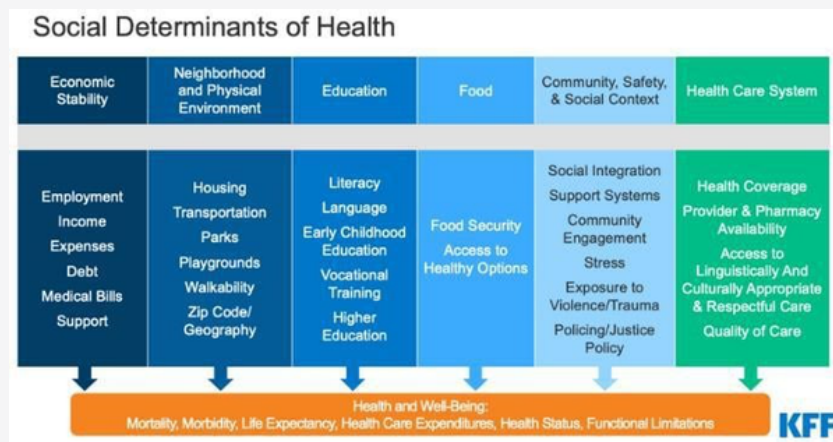 Social Determinants of Health
Economic
Stability
Neighborhood
and Physical
Environment
Education
Food
Community, Safety,
& Social Context
Health Care System
Employment
Income
Expenses
Debt
Medical Bills
Support
Housing
Transportation
Parks
Playgrounds
Walkability
Zip Code/
Geography
Literacy
Language
Early Childhood
Education
Vocational
Training
Higher
Education
Food Security
Access to
Healthy Options
Social Integration
Support Systems
Community
Engagement
Stress
Exposure to
Violence/Trauma
Policing/Justice
Policy
Health Coverage
Provider & Pharmacy
Availability
Access to
Linguistically And
Culturally Appropriate
& Respectful Care
Quality of Care
Health and Well-Being:
Mortality, Morbidity, Life Expectancy, Health Care Expenditures, Health Status, Functional Limitations
KFF